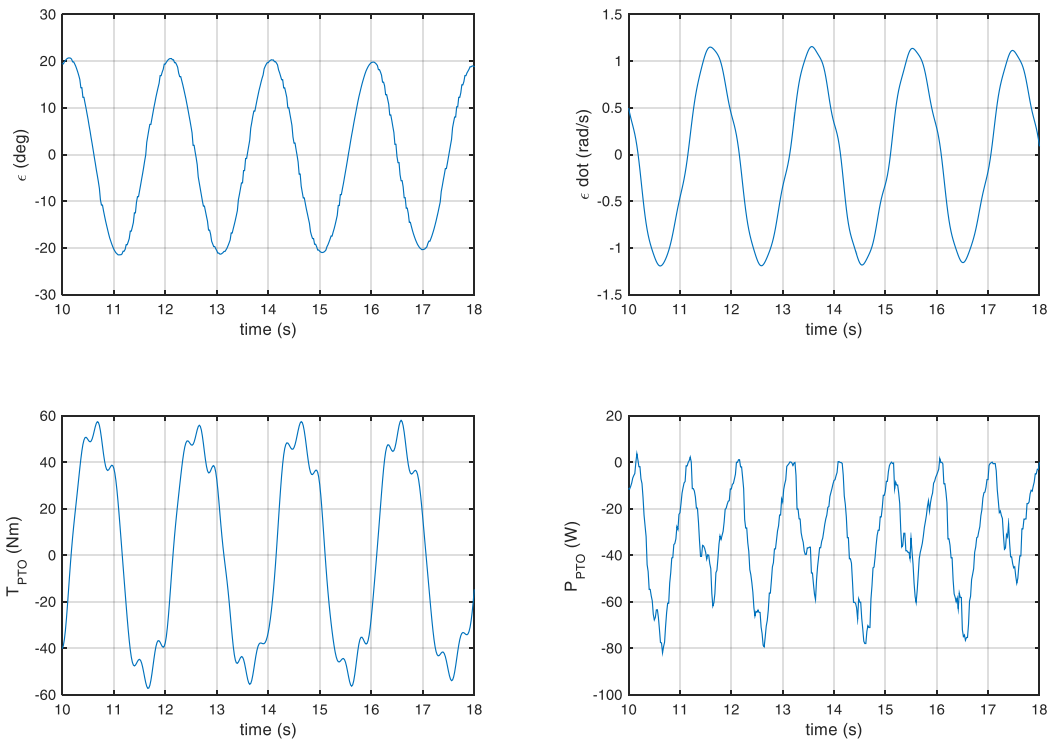 30
20
10
0
-10
-20
-30
ϵ (deg)
10 11 12 13 14 15 16 17 18
time (s)
1.5
1
0.5
0
-0.5
-1
-1.5
ϵ dot (rad/s)
10 11 12 13 14 15 16 17 18
time (s)
60
40
20
0
-20
-40
-60
T_PTO (Nm)
10 11 12 13 14 15 16 17 18
time (s)
20
0
-20
-40
-60
-80
-100
P_PTO (W)
10 11 12 13 14 15 16 17 18
time (s)